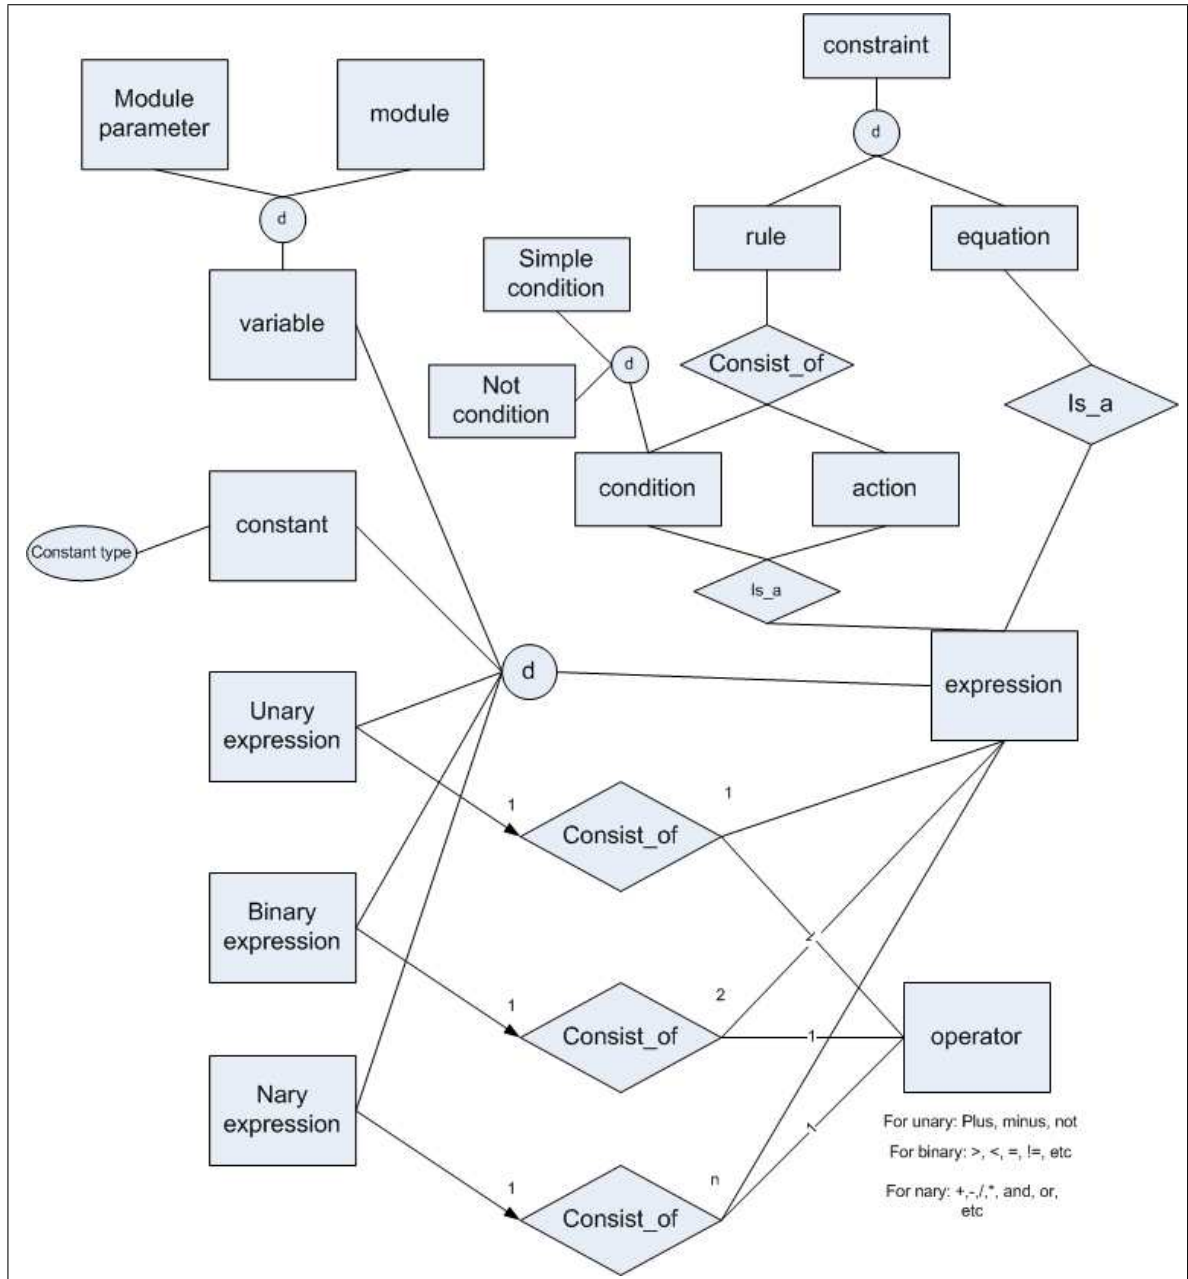 constraint
Module
parameter
module
d
d
rule
equation
Simple
condition
variable
d
Consist_of
Not
condition
Is_a
condition
action
constant
Constant type
Is_a
d
expression
Unary
expression
1
1
Consist_of
Binary
expression
2
1
Consist_of
1
operator
Nary
expression
For unary: Plus, minus, not
1
For binary: >, <, =, !=, etc
1
n
For nary: +,-,/,*, and, or,
etc
Consist_of